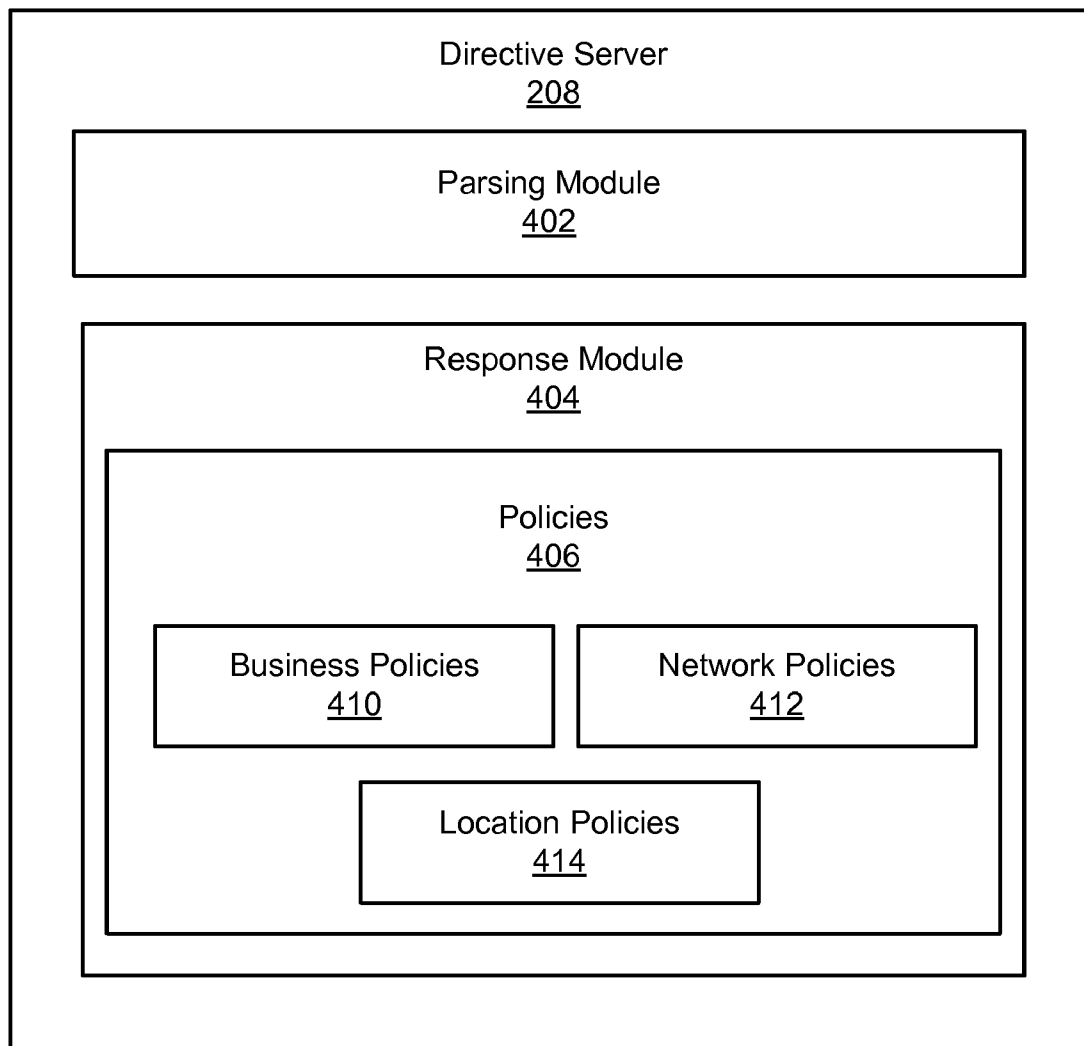 Directive Server
208
Parsing Module
402
Response Module
404
Policies
406
Business Policies
410
Network Policies
412
Location Policies
414